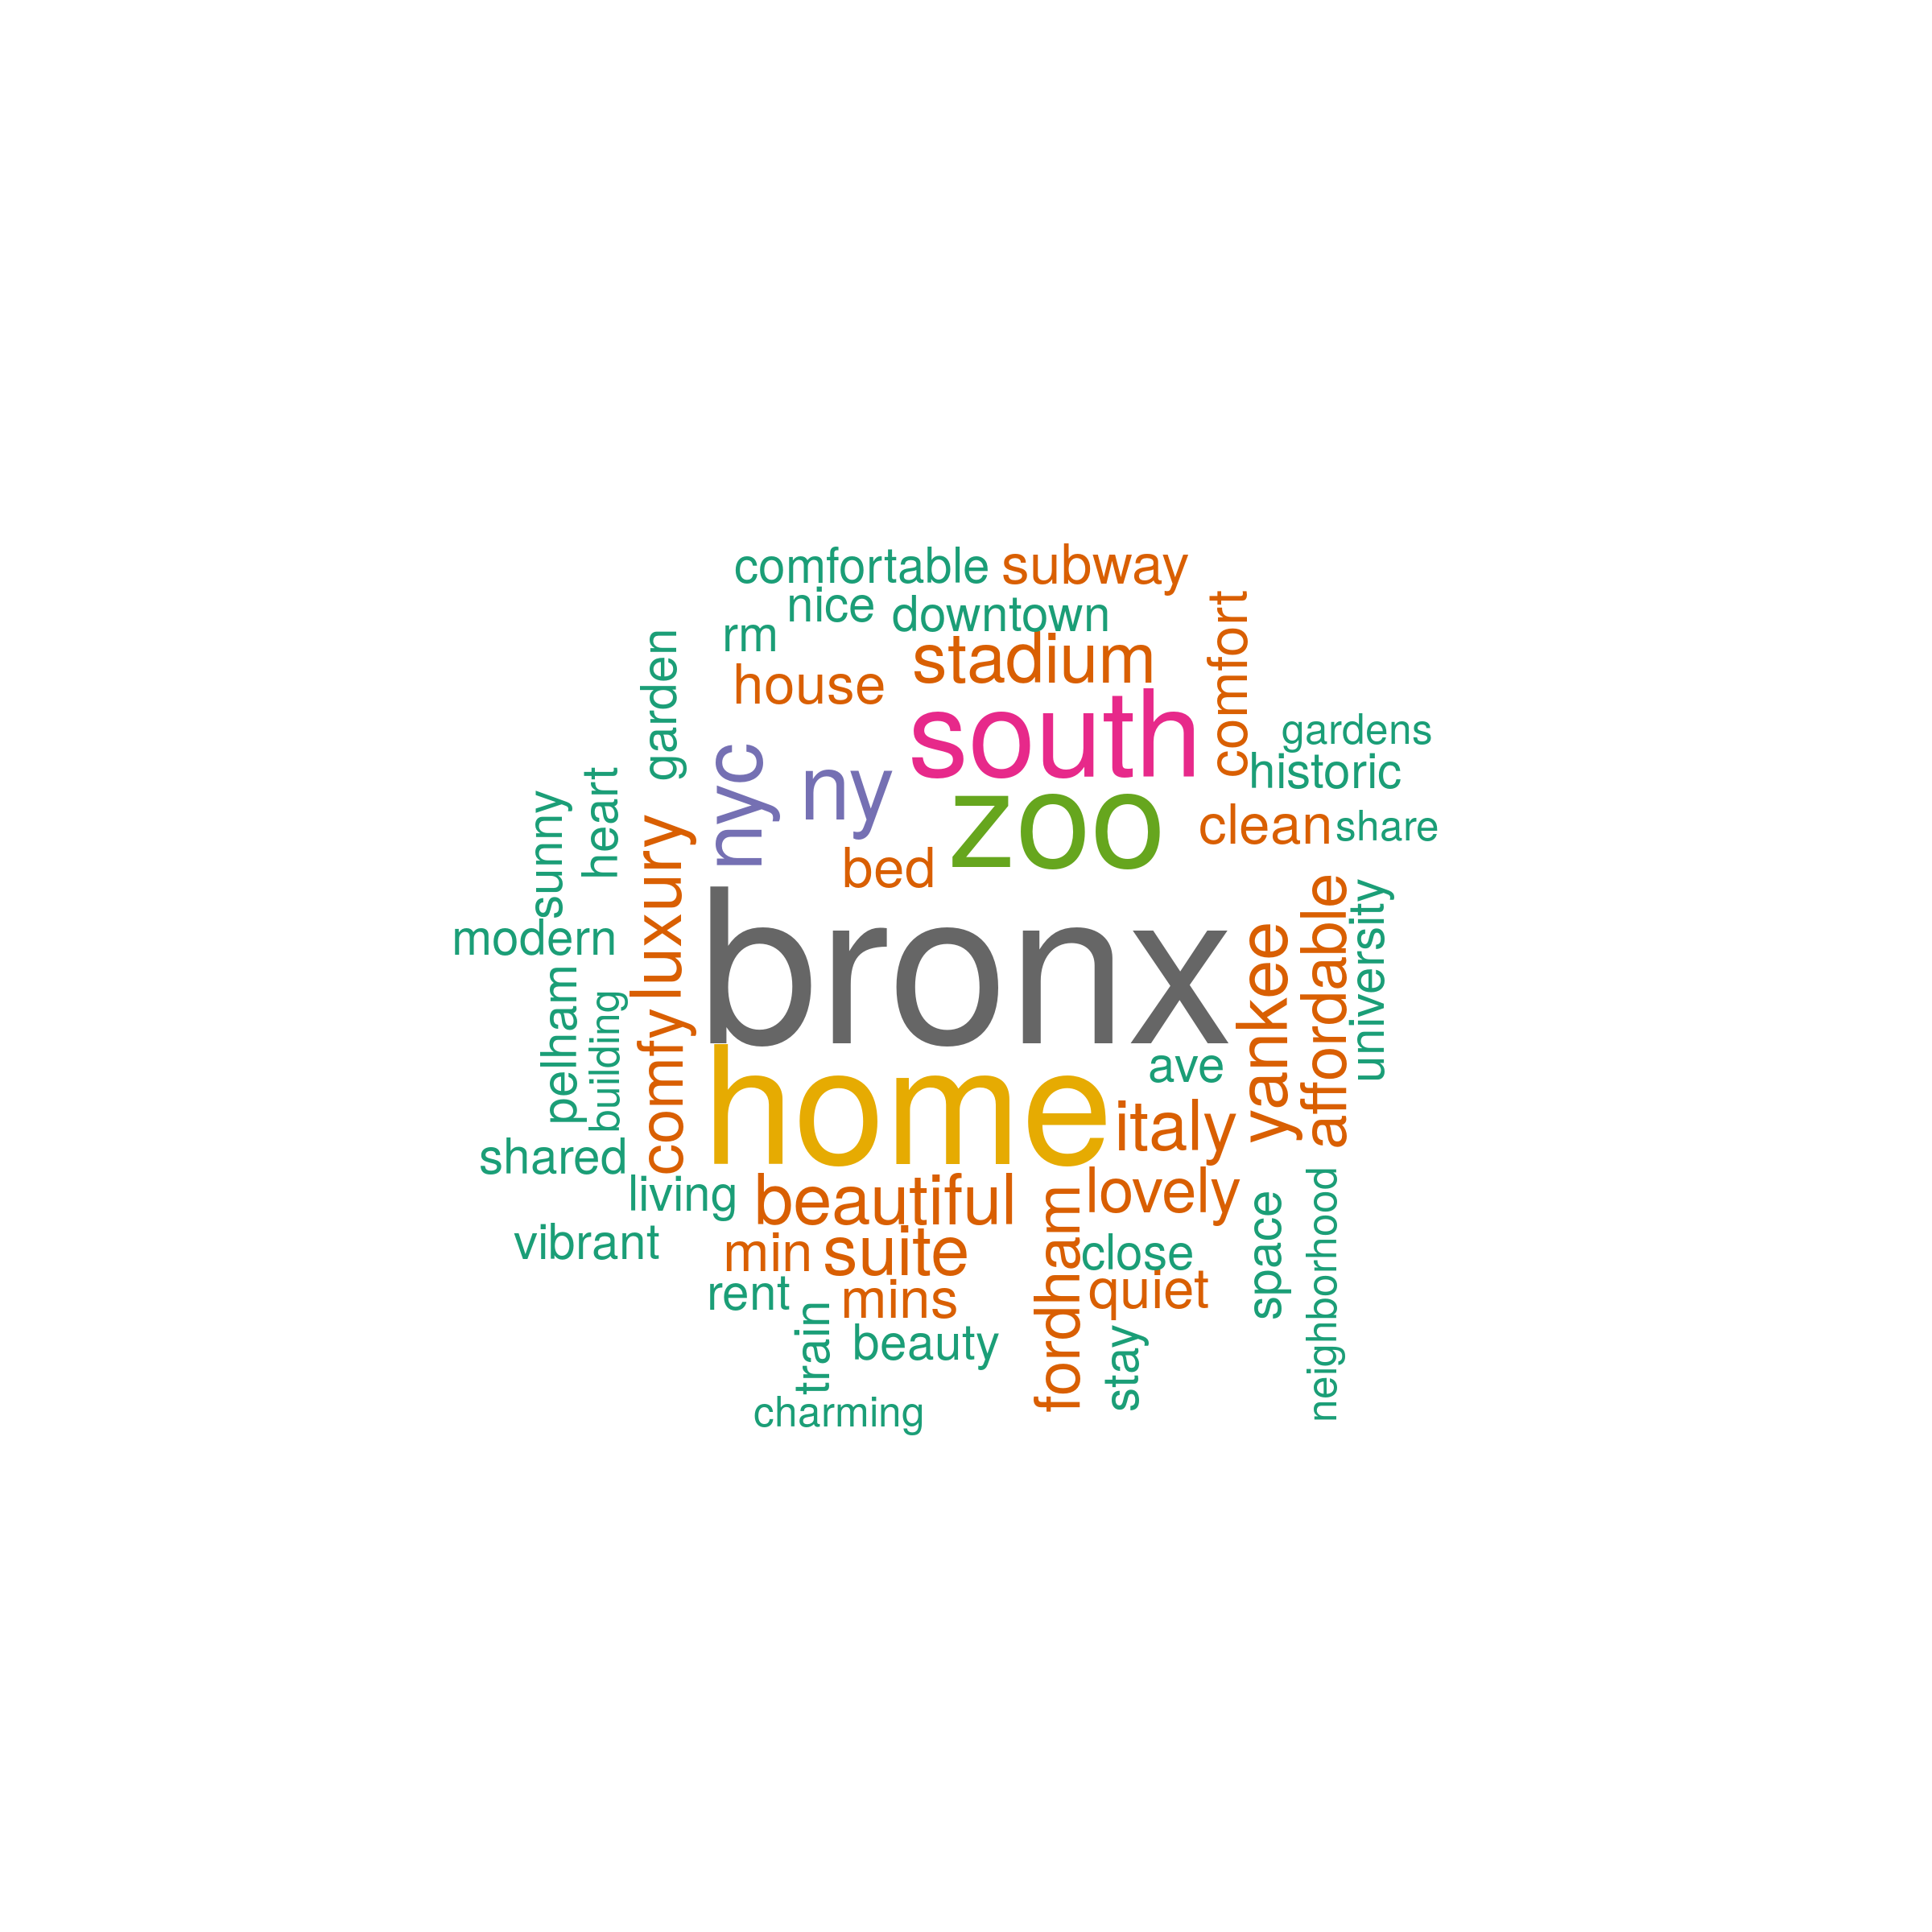 comfortable
subway
nice
downtown
rm
stadium
comfort
garden
house
south
gardens
nyc
ny
historic
heart
sunny
zoo
clean
share
luxury
bed
modern
bronx
yankee
affordable
university
pelham
building
comfy
home
ave
italy
shared
living
beautiful
lovely
vibrant
min
suite
fordham
close
space
neighborhood
rent
mins
quiet
train
beauty
stay
charming